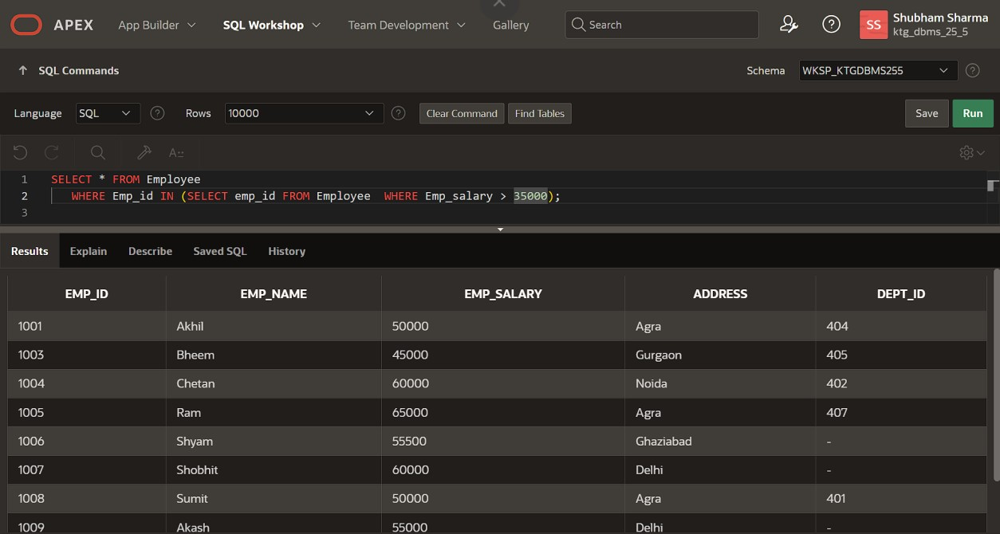 APEX App Builder SQL Workshop Team Development Gallery Search SS Shubham Sharma
ktg_dbms_25_5
SQL Commands Schema WKSP_KTGDBMS255
Language SQL Rows 10000 Clear Command Find Tables Save Run
A::
1 SELECT * FROM Employee
2 WHERE Emp_id IN (SELECT emp_id FROM Employee WHERE Emp_salary > 35000);
3
Results Explain Describe Saved SQL History
EMP_ID EMP_NAME EMP_SALARY ADDRESS DEPT_ID
1001 Akhil 50000 Agra 404
1003 Bheem 45000 Gurgaon 405
1004 Chetan 60000 Noida 402
1005 Ram 65000 Agra 407
1006 Shyam 55500 Ghaziabad -
1007 Shobhit 60000 Delhi -
1008 Sumit 50000 Agra 401
1009 Akash 55000 Delhi -